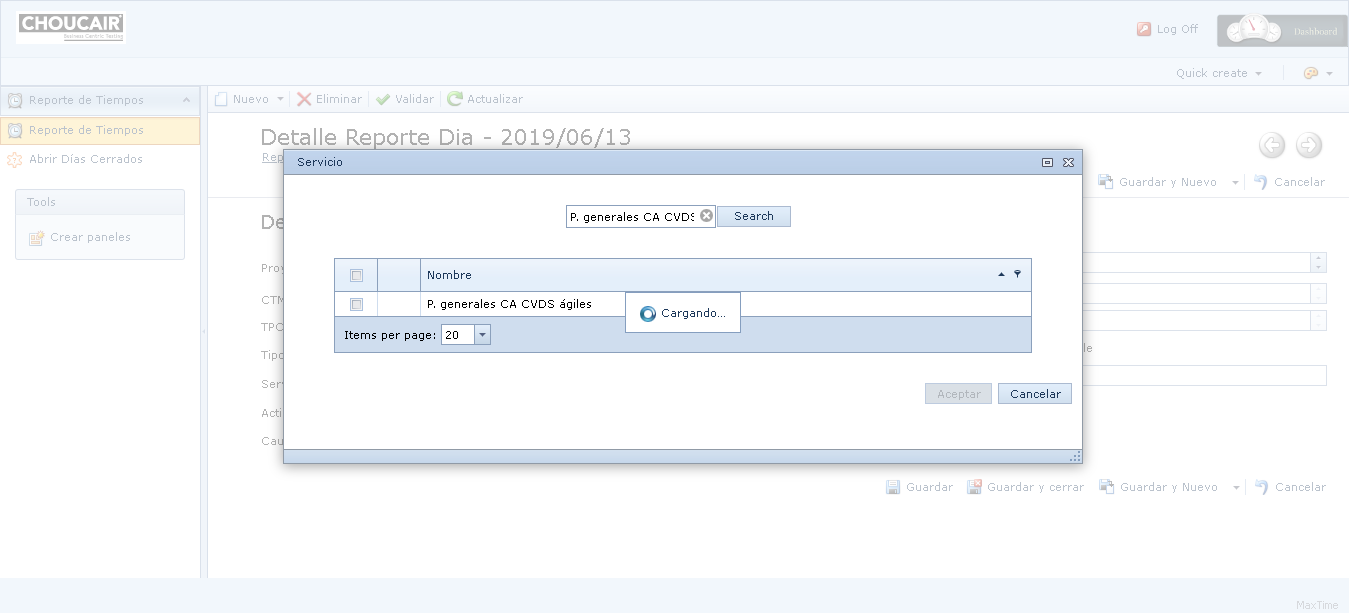 CHOUCAIR
Business Centric Testing
Log Off
Dashboard
Quick create
Reporte de Tiempos
Nuevo
Eliminar
Validar
Actualizar
Reporte de Tiempos
Abrir Días Cerrados
Tools
Crear paneles
Detalle Reporte Dia - 2019/06/13
Rep
Guardar y Nuevo
Cancelar
De
Proy
CTM
TPC
Tipo
le
Ser
Acti
Cau
Servicio
P. generales CA CVDS
Search
Nombre
P. generales CA CVDS ágiles
Cargando...
Items per page: 20
Aceptar
Cancelar
Guardar
Guardar y cerrar
Guardar y Nuevo
Cancelar
MaxTime